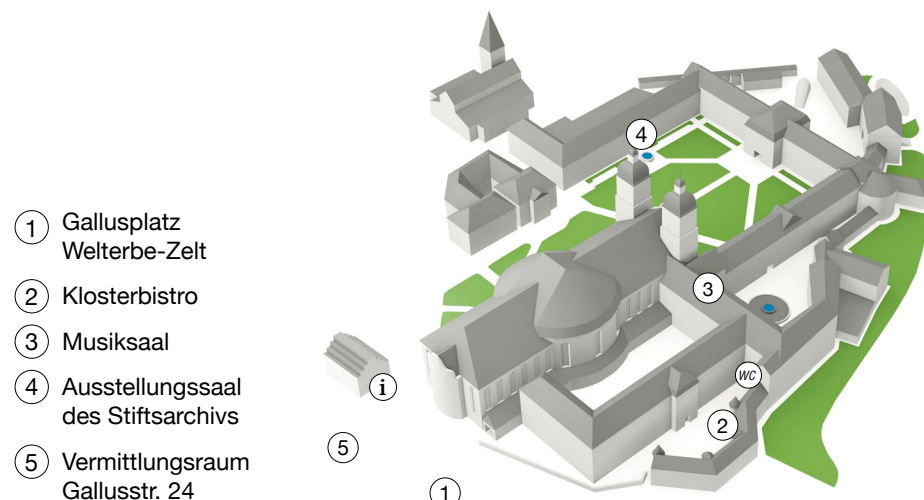 1 Gallusplatz
Welterbe-Zelt
2 Klosterbistro
3 Musiksaal
4 Ausstellungssaal
des Stiftsarchivs
5 Vermittlungsraum
Gallusstr. 24
4
3
i
WC
2
5
1